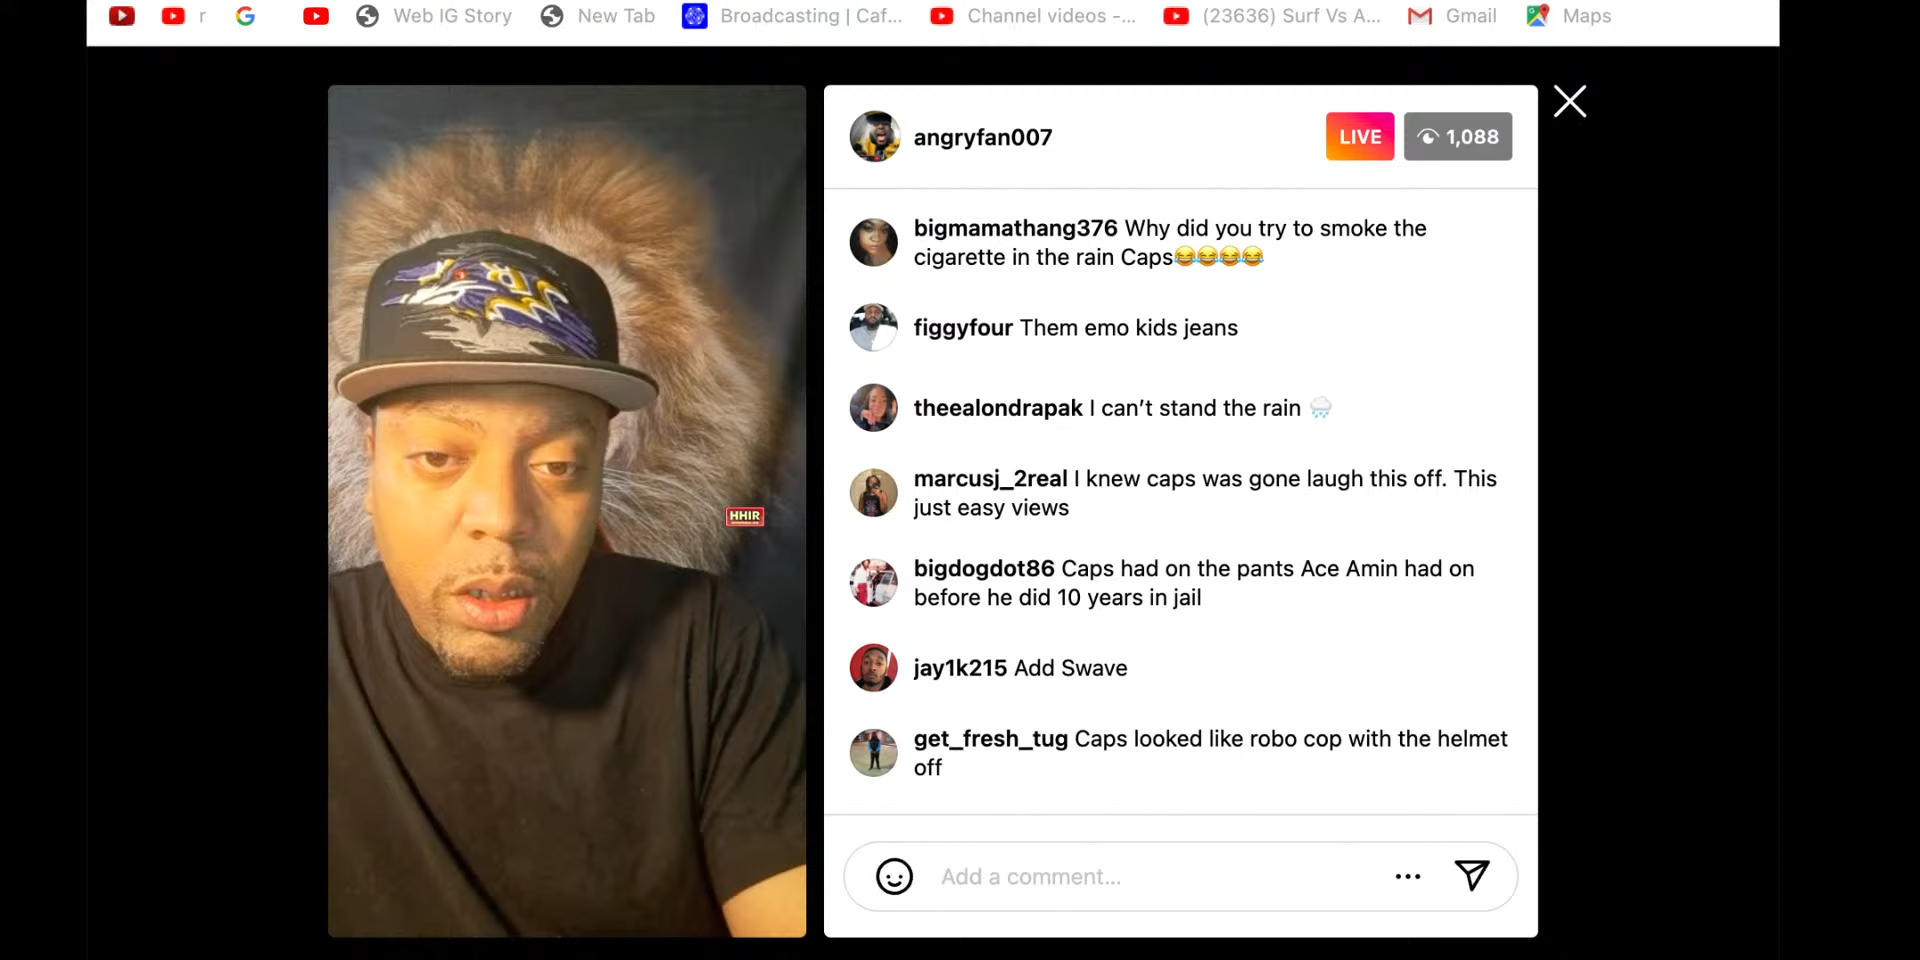 r
Web IG Story
New Tab
Broadcasting | Caf...
Channel videos -...
(23636) Surf Vs A...
Gmail
Maps
angryfan007
LIVE
1,088
bigmamathang376 Why did you try to smoke the
cigarette in the rain Caps😂😂😂😂
figgyfour Them emo kids jeans
theealondrapak I can’t stand the rain 🌧️
marcusj_2real I knew caps was gone laugh this off. This
just easy views
bigdogdot86 Caps had on the pants Ace Amin had on
before he did 10 years in jail
jay1k215 Add Swave
get_fresh_tug Caps looked like robo cop with the helmet
off
Add a comment...
HHIR